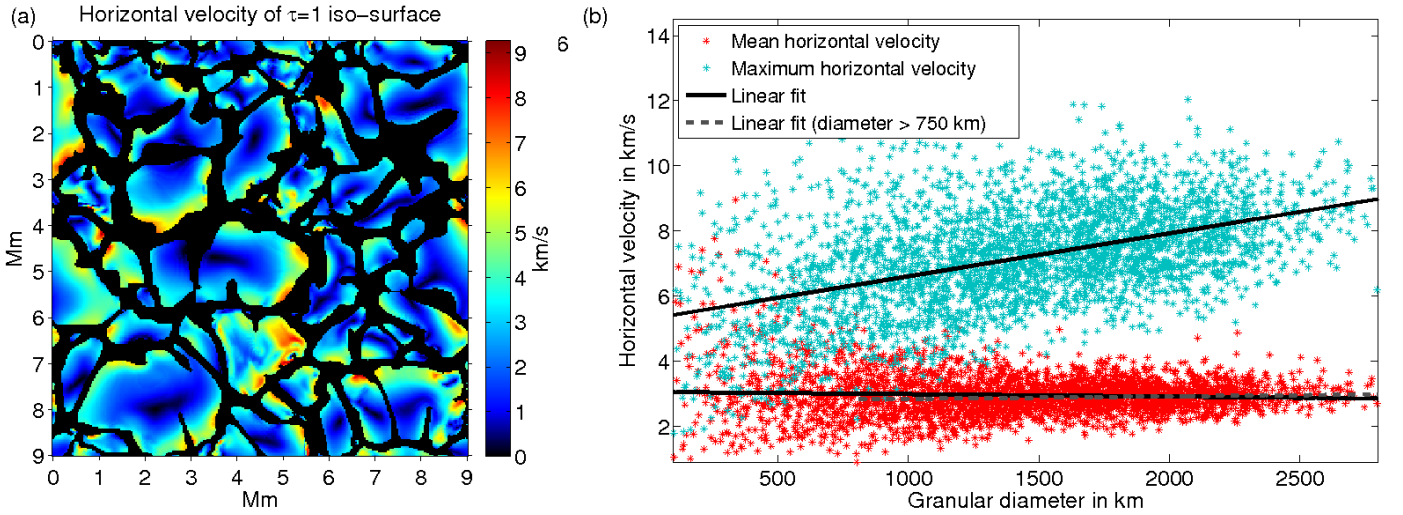 (a) Horizontal velocity of τ=1 iso−surface
0
1
2
3
4
5
6
7
8
9
Mm
0 1 2 3 4 5 6 7 8 9
Mm
9
8
7
6
5
4
3
2
1
0
km/s
6
(b)
Mean horizontal velocity
Maximum horizontal velocity
Linear fit
Linear fit (diameter > 750 km)
14
12
10
8
6
4
2
Horizontal velocity in km/s
500 1000 1500 2000 2500
Granular diameter in km